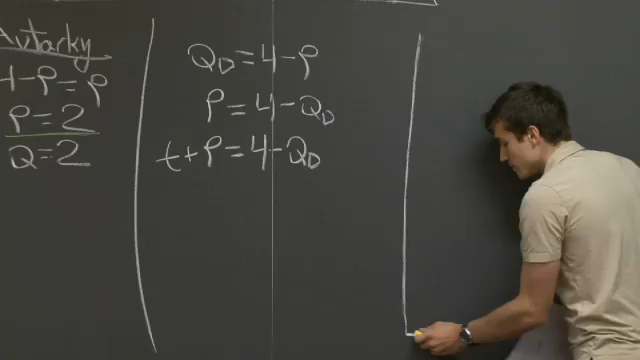 Autarky
4-P=P
P=2
Q=2
Q_D=4-P
P=4-Q_D
t+P=4-Q_D